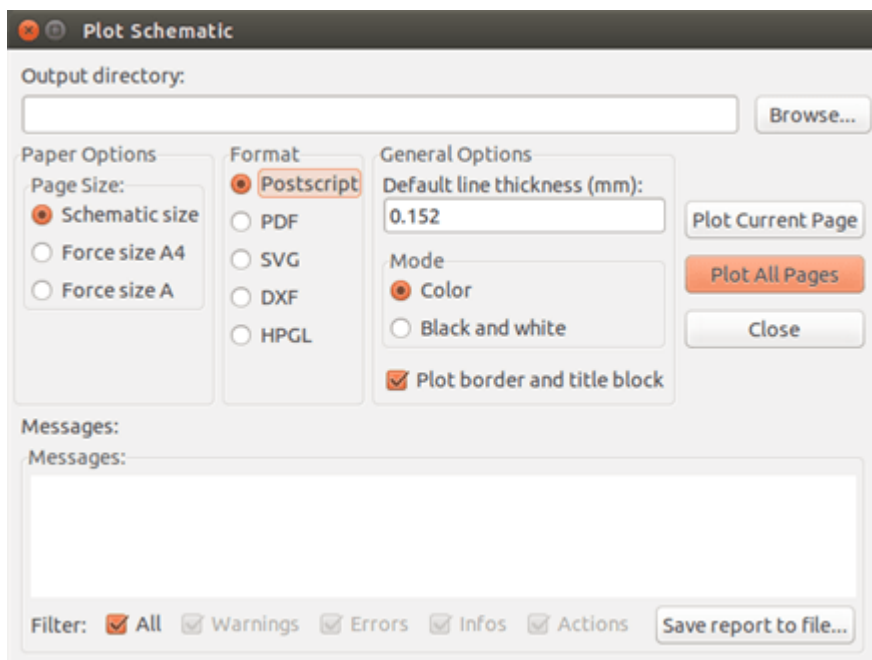 Plot Schematic
Output directory:
Browse...
Paper Options
Page Size:
Schematic size
Force size A4
Force size A
Format
Postscript
PDF
SVG
DXF
HPGL
General Options
Default line thickness (mm):
0.152
Mode
Color
Black and white
Plot border and title block
Plot Current Page
Plot All Pages
Close
Messages:
Messages:
Filter: All Warnings Errors Infos Actions Save report to file...